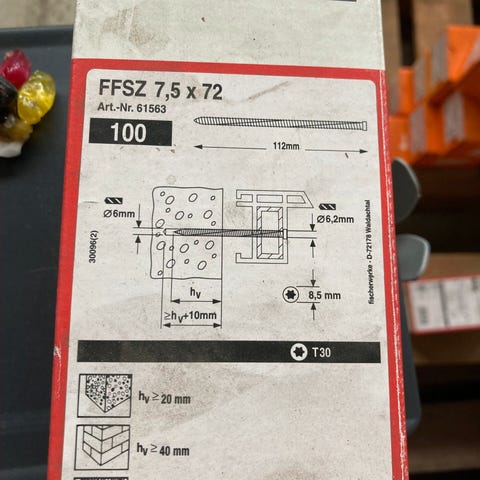 FFSZ 7,5 x 72
Art.-Nr. 61563
100
112mm
Ø6mm
Ø6,2mm
30096(2)
fischerwerke - D-72178 Waldachtal
hv
8,5 mm
≥hv+10mm
T30
hv ≥ 20 mm
hv ≥ 40 mm